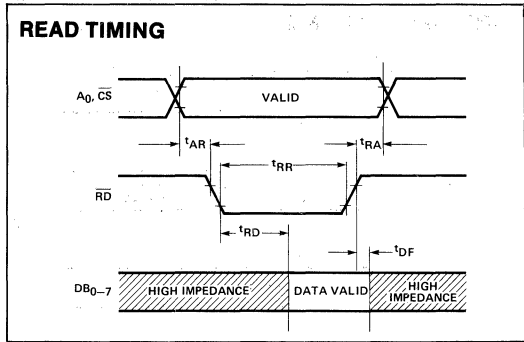 READ TIMING
A0, CS
VALID
tAR
tRR
tRA
RD
tRD
tDF
DB0–7
HIGH IMPEDANCE
DATA VALID
HIGH
IMPEDANCE